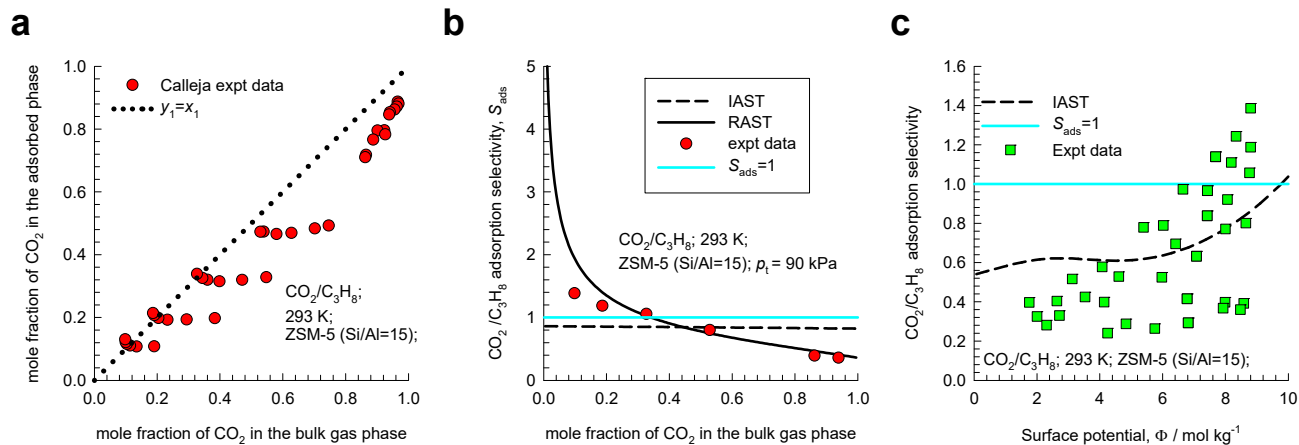 a
mole fraction of CO2 in the adsorbed phase
1.0
0.8
0.6
0.4
0.2
0.0
0.0 0.2 0.4 0.6 0.8 1.0
mole fraction of CO2 in the bulk gas phase
Calleja expt data
y1=x1
CO2/C3H8;
293 K;
ZSM-5 (Si/Al=15);
b
CO2 /C3H8 adsorption selectivity, Sads
5
4
3
2
1
0
0.0 0.2 0.4 0.6 0.8 1.0
mole fraction of CO2 in the bulk gas phase
IAST
RAST
expt data
Sads=1
CO2/C3H8; 293 K;
ZSM-5 (Si/Al=15); pt = 90 kPa
c
CO2/C3H8 adsorption selectivity
1.6
1.4
1.2
1.0
0.8
0.6
0.4
0.2
0.0
0 2 4 6 8 10
Surface potential, Φ / mol kg-1
IAST
Sads=1
Expt data
CO2/C3H8; 293 K; ZSM-5 (Si/Al=15);